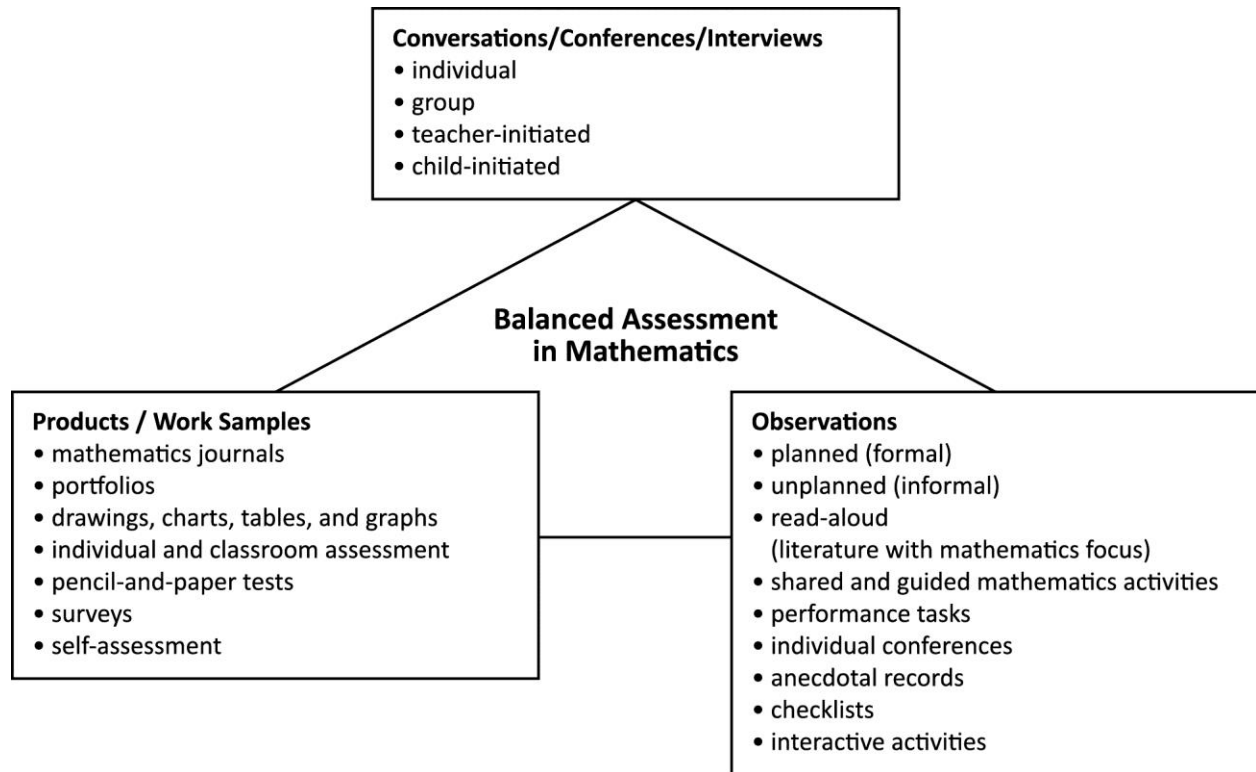 Conversations/Conferences/Interviews
• individual
• group
• teacher-initiated
• child-initiated
Balanced Assessment
in Mathematics
Products / Work Samples
• mathematics journals
• portfolios
• drawings, charts, tables, and graphs
• individual and classroom assessment
• pencil-and-paper tests
• surveys
• self-assessment
Observations
• planned (formal)
• unplanned (informal)
• read-aloud
(literature with mathematics focus)
• shared and guided mathematics activities
• performance tasks
• individual conferences
• anecdotal records
• checklists
• interactive activities